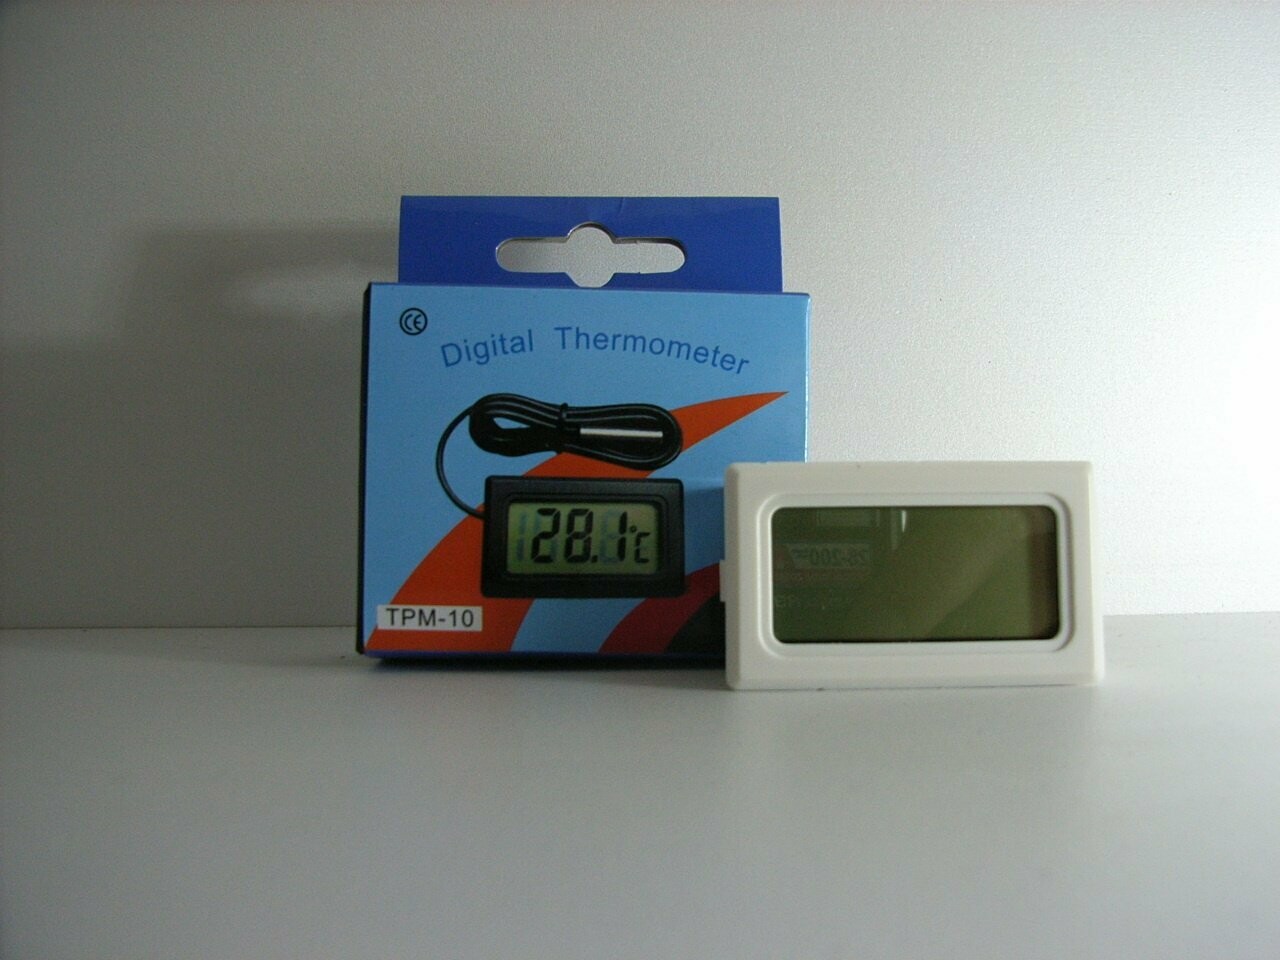 CE
Digital Thermometer
28.1°C
TPM-10